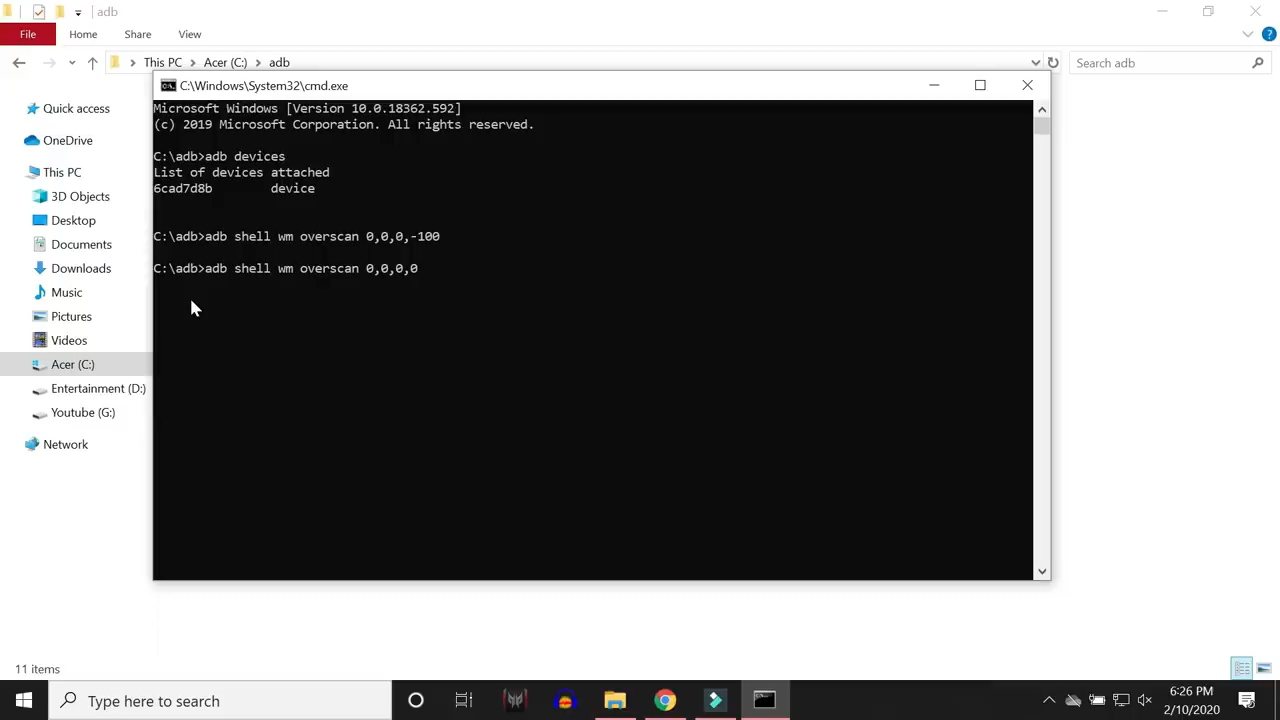 adb
File Home Share View
This PC Acer (C:) adb
Search adb
C:\Windows\System32\cmd.exe
Microsoft Windows [Version 10.0.18362.592]
(c) 2019 Microsoft Corporation. All rights reserved.
C:\adb>adb devices
List of devices attached
6cad7d8b device
C:\adb>adb shell wm overscan 0,0,0,-100
C:\adb>adb shell wm overscan 0,0,0,0
Quick access
OneDrive
This PC
3D Objects
Desktop
Documents
Downloads
Music
Pictures
Videos
Acer (C:)
Entertainment (D:)
Youtube (G:)
Network
11 items
Type here to search
6:26 PM
2/10/2020